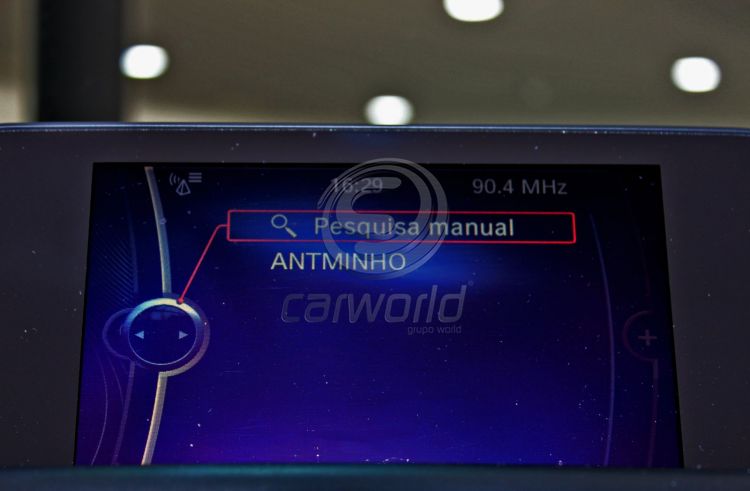 16:29 90.4 MHz
Pesquisa manual
ANTMINHO
carworld
grupo world